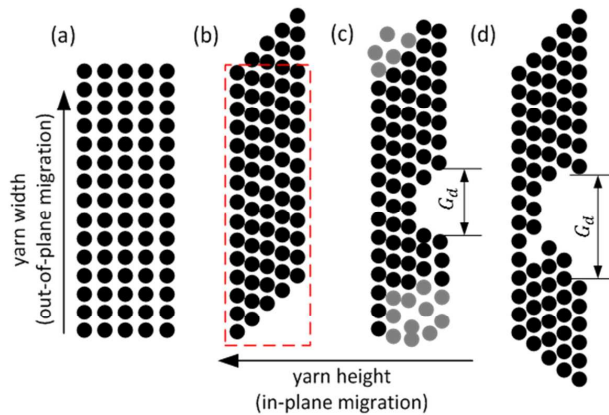 (a)
(b)
(c)
(d)
yarn width
(out-of-plane migration)
G_d
G_d
yarn height
(in-plane migration)